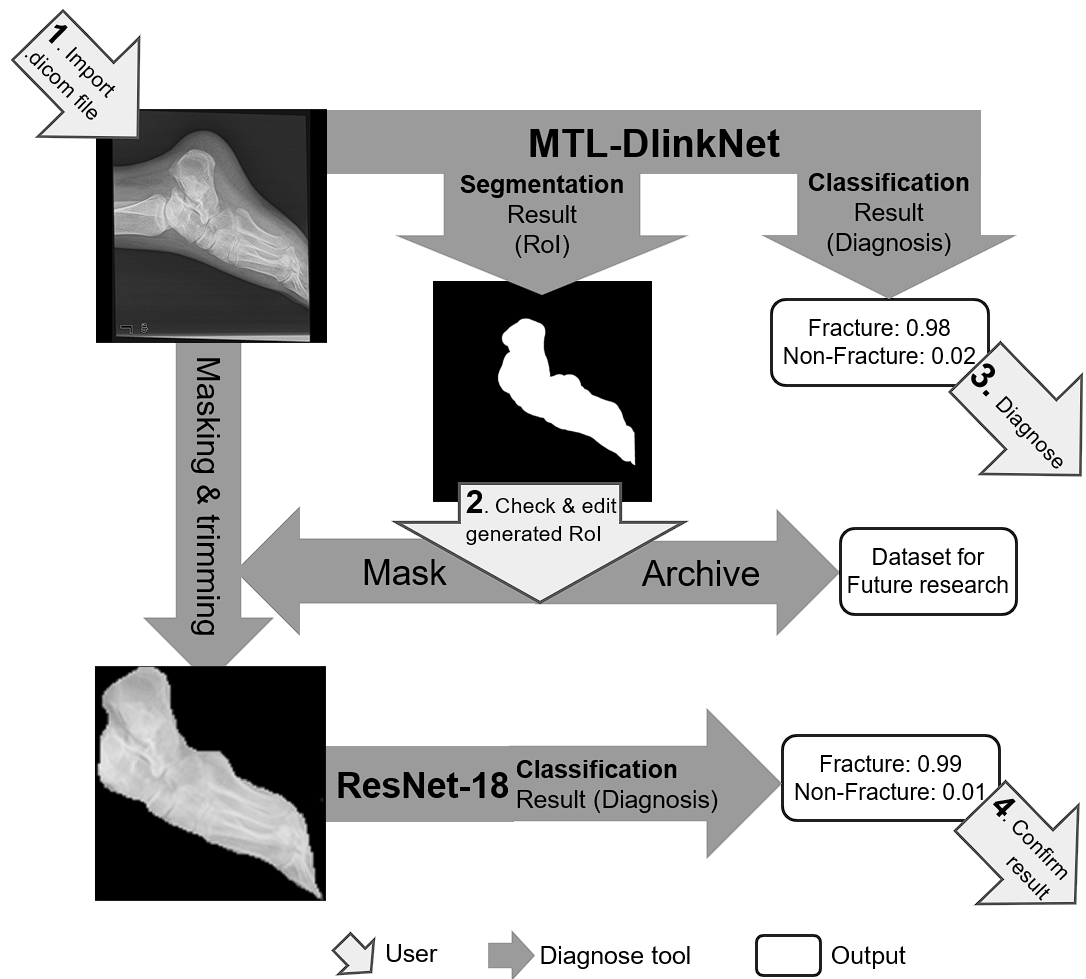 1. Import
.dicom file
MTL-DlinkNet
Segmentation
Result
(RoI)
Classification
Result
(Diagnosis)
Fracture: 0.98
Non-Fracture: 0.02
3. Diagnose
Masking & trimming
2. Check & edit
generated RoI
Mask
Archive
Dataset for
Future research
ResNet-18
Classification
Result (Diagnosis)
Fracture: 0.99
Non-Fracture: 0.01
4. Confirm
result
User
Diagnose tool
Output